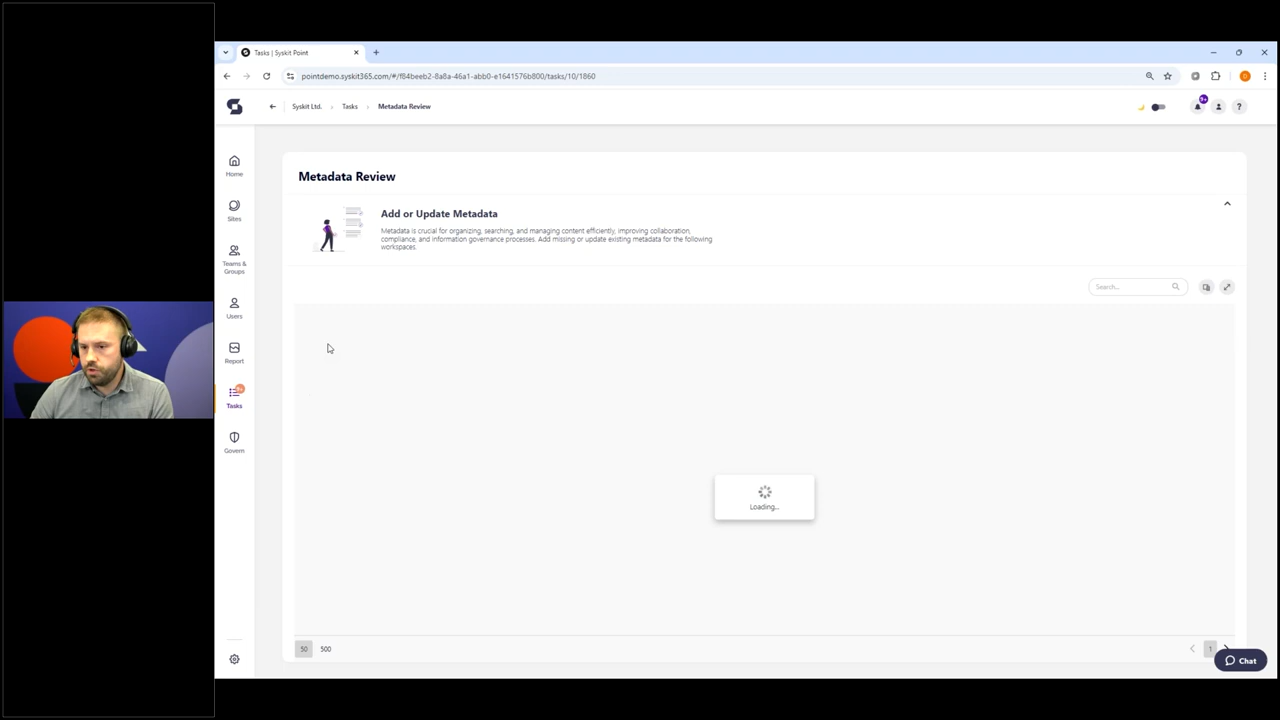 Tasks | Syskit Point
pointdemo.syskit365.com/#/f84beeb2-8a8a-46a1-abb0-e1641576b800/tasks/10/1860
Syskit Ltd. › Tasks › Metadata Review
9+
Home
Sites
Teams &
Groups
Users
Report
9+
Tasks
Govern
Metadata Review
Add or Update Metadata
Metadata is crucial for organizing, searching, and managing content efficiently, improving collaboration,
compliance, and information governance processes. Add missing or update existing metadata for the following
workspaces.
Search...
Loading...
50 500
1
Chat